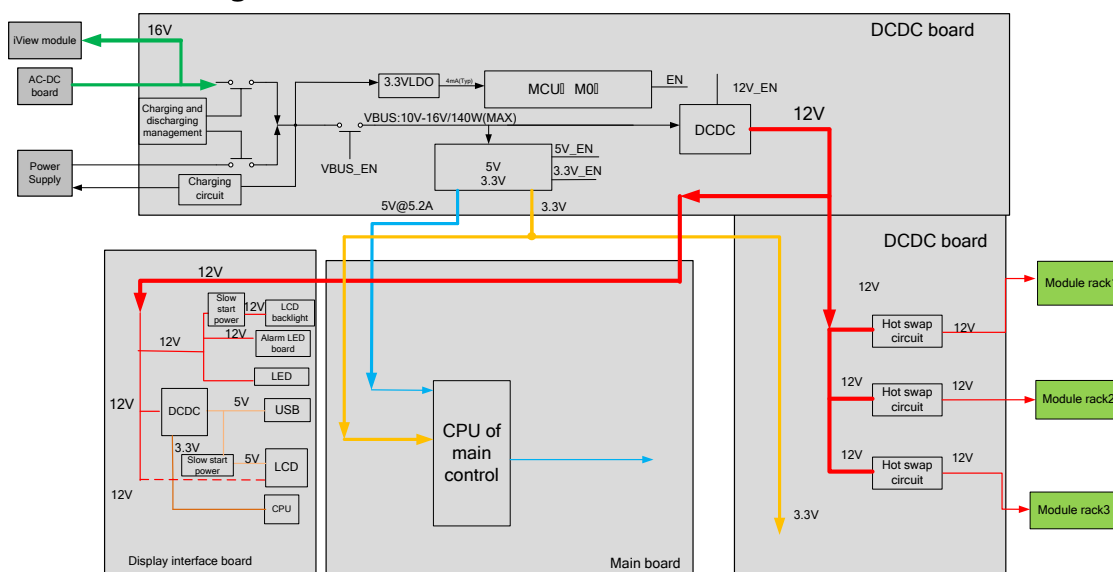 DCDC board
16V
iView module
AC-DC
board
3.3VLDO
4mA(Typ)
MCU▯ M0▯
EN
12V_EN
Charging and
discharging
management
VBUS:10V-16V/140W(MAX)
DCDC
12V
VBUS_EN
5V
3.3V
5V_EN
3.3V_EN
Power
Supply
Charging
circuit
5V@5.2A
3.3V
DCDC board
12V
Slow
start
power
12V
LCD
backlight
12V
12V
Alarm LED
board
LED
12V
DCDC
5V
USB
3.3V
Slow start
power
5V
LCD
12V
CPU
Display interface board
CPU of
main
control
Main board
12V
Hot swap
circuit
12V
Module rack1
12V
Hot swap
circuit
12V
Module rack2
12V
Hot swap
circuit
12V
Module rack3
3.3V